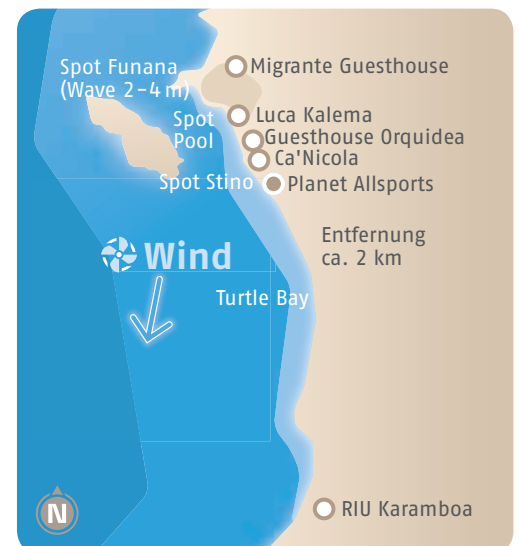 Spot Funana
(Wave 2–4 m)
Migrante Guesthouse
Spot
Pool
Luca Kalema
Guesthouse Orquidea
Ca'Nicola
Spot Stino
Planet Allsports
Entfernung
ca. 2 km
Wind
Turtle Bay
N
RIU Karamboa